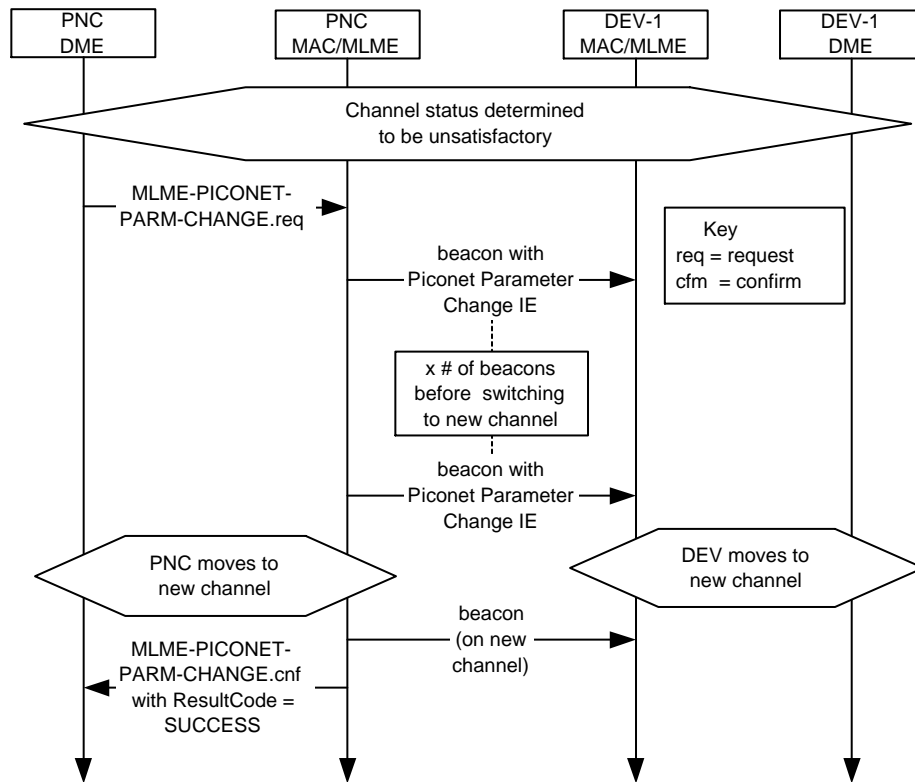 PNC
DME
PNC
MAC/MLME
DEV-1
MAC/MLME
DEV-1
DME
Channel status determined
to be unsatisfactory
MLME-PICONET-
PARM-CHANGE.req
Key
req = request
cfm = confirm
beacon with
Piconet Parameter
Change IE
x # of beacons
before switching
to new channel
beacon with
Piconet Parameter
Change IE
PNC moves to
new channel
DEV moves to
new channel
beacon
(on new
channel)
MLME-PICONET-
PARM-CHANGE.cnf
with ResultCode =
SUCCESS